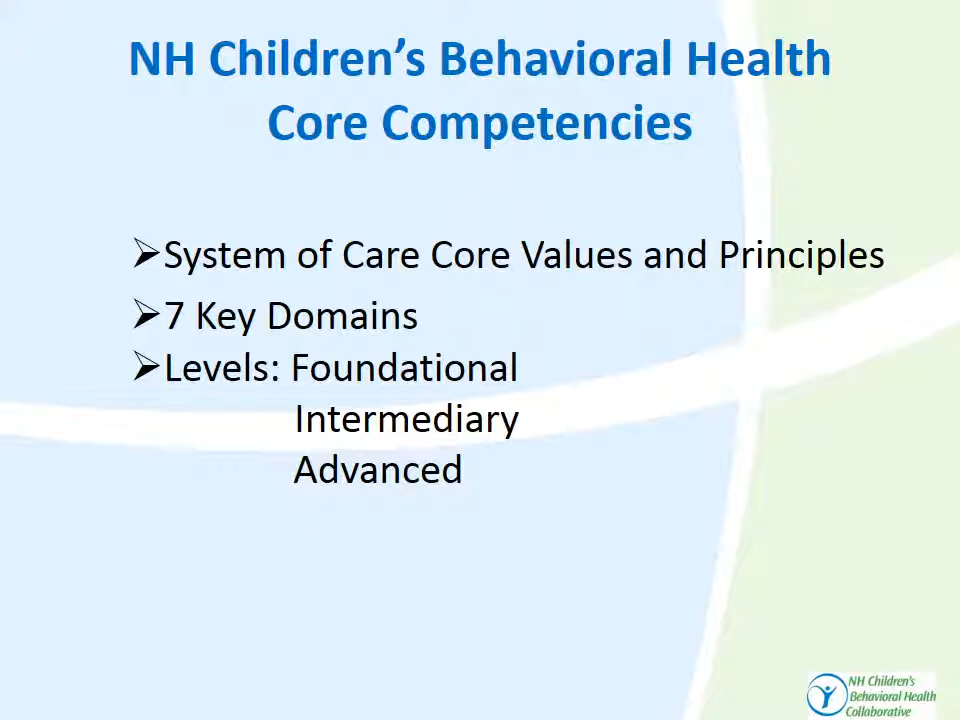 NH Children’s Behavioral Health
Core Competencies
➢System of Care Core Values and Principles
➢7 Key Domains
➢Levels: Foundational
Intermediary
Advanced
NH Children's
Behavioral Health
Collaborative